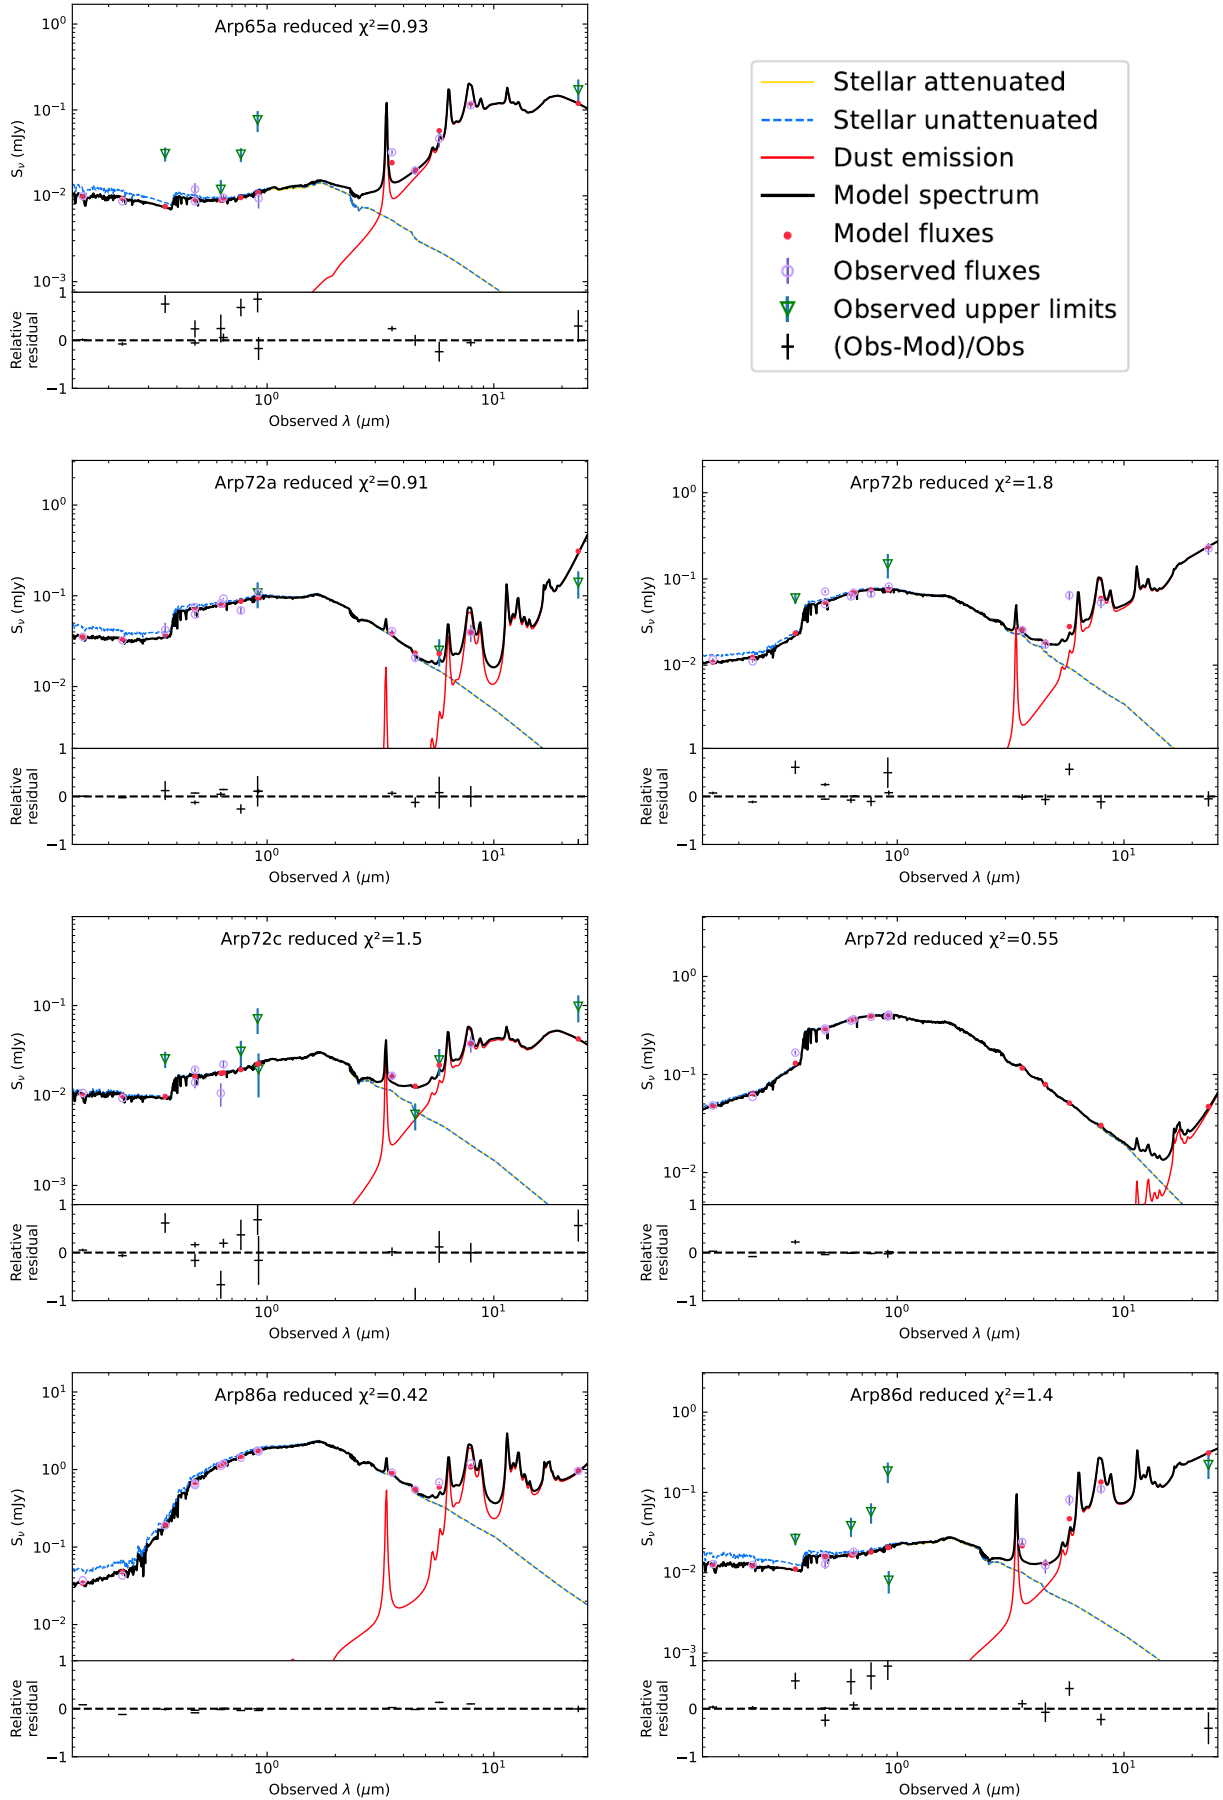 Arp65a reduced χ²=0.93
10⁰
10⁻¹
10⁻²
10⁻³
Sν (mJy)
1
0
−1
Relative
residual
10⁰
10¹
Observed λ (μm)
Stellar attenuated
Stellar unattenuated
Dust emission
Model spectrum
Model fluxes
Observed fluxes
Observed upper limits
(Obs-Mod)/Obs
Arp72a reduced χ²=0.91
10⁰
10⁻¹
10⁻²
Sν (mJy)
1
0
−1
Relative
residual
10⁰
10¹
Observed λ (μm)
Arp72b reduced χ²=1.8
10⁰
10⁻¹
10⁻²
Sν (mJy)
1
0
−1
Relative
residual
10⁰
10¹
Observed λ (μm)
Arp72c reduced χ²=1.5
10⁻¹
10⁻²
10⁻³
Sν (mJy)
1
0
−1
Relative
residual
10⁰
10¹
Observed λ (μm)
Arp72d reduced χ²=0.55
10⁰
10⁻¹
10⁻²
Sν (mJy)
1
0
−1
Relative
residual
10⁰
10¹
Observed λ (μm)
Arp86a reduced χ²=0.42
10¹
10⁰
10⁻¹
10⁻²
Sν (mJy)
1
0
−1
Relative
residual
10⁰
10¹
Observed λ (μm)
Arp86d reduced χ²=1.4
10⁰
10⁻¹
10⁻²
10⁻³
Sν (mJy)
1
0
−1
Relative
residual
10⁰
10¹
Observed λ (μm)